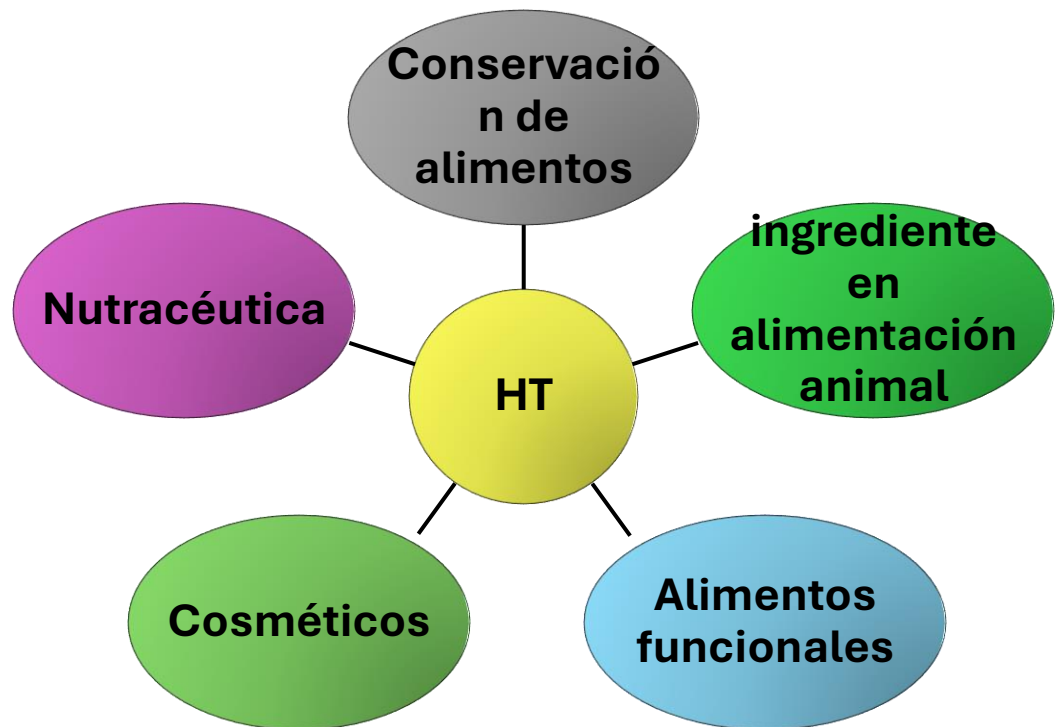 Conservació
n de
alimentos
Nutracéutica
ingrediente
en
alimentación
animal
HT
Cosméticos
Alimentos
funcionales